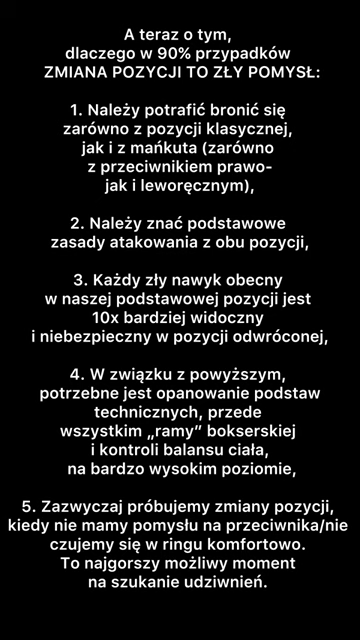 A teraz o tym,
dlaczego w 90% przypadków
ZMIANA POZYCJI TO ZŁY POMYSŁ:
1. Należy potrafić bronić się
zarówno z pozycji klasycznej,
jak i z mańkuta (zarówno
z przeciwnikiem prawo-
jak i leworęcznym),
2. Należy znać podstawowe
zasady atakowania z obu pozycji,
3. Każdy zły nawyk obecny
w naszej podstawowej pozycji jest
10x bardziej widoczny
i niebezpieczny w pozycji odwróconej,
4. W związku z powyższym,
potrzebne jest opanowanie podstaw
technicznych, przede
wszystkim „ramy” bokserskiej
i kontroli balansu ciała,
na bardzo wysokim poziomie,
5. Zazwyczaj próbujemy zmiany pozycji,
kiedy nie mamy pomysłu na przeciwnika/nie
czujemy się w ringu komfortowo.
To najgorszy możliwy moment
na szukanie udziwnień.